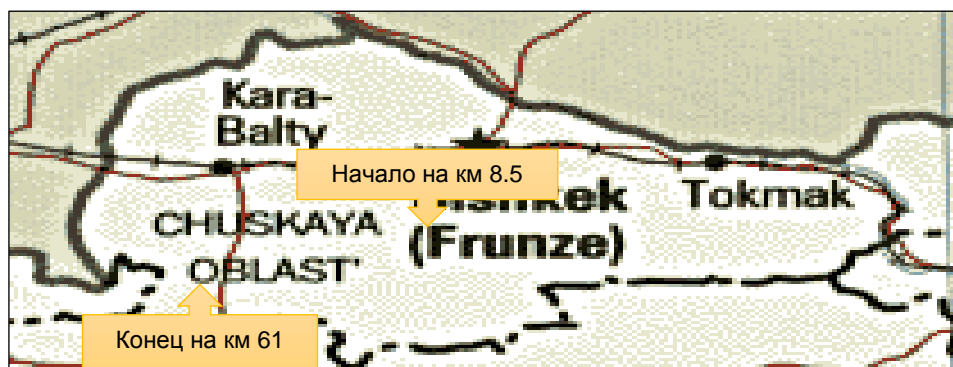 Kara-
Balty
Начало на км 8.5
Tokmak
CHUSKAYA
(Frunze)
OBLAST'
Конец на км 61